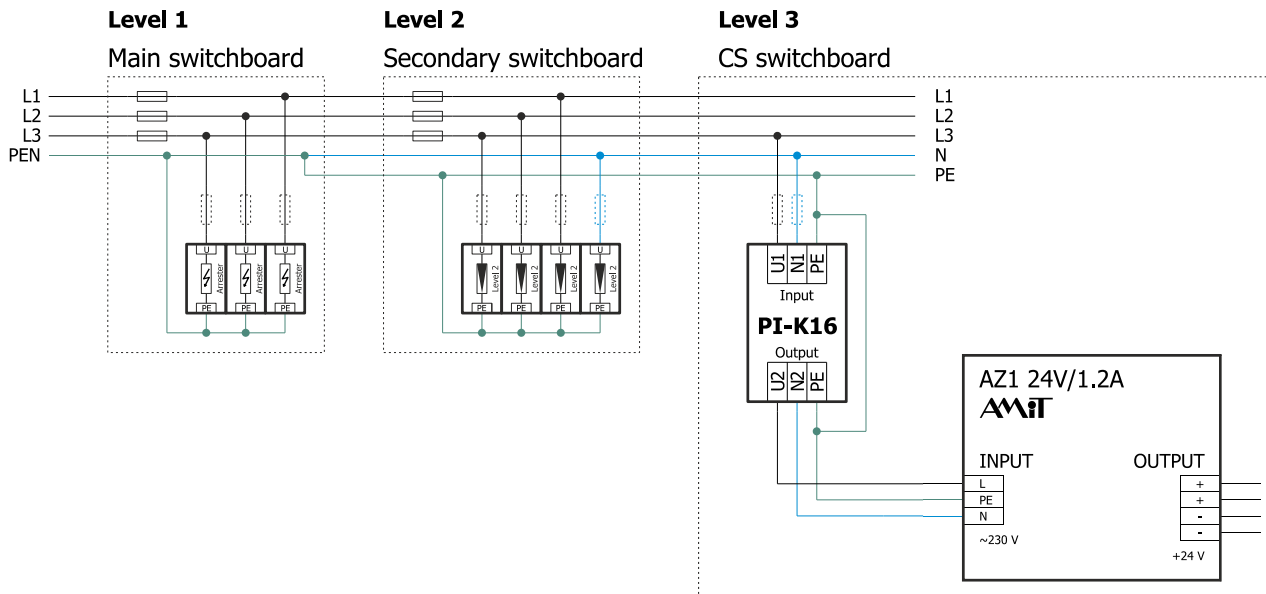 Level 1
Level 2
Level 3
Main switchboard
Secondary switchboard
CS switchboard
L1
L2
L3
PEN
L1
L2
L3
N
PE
U
U
U
Arrester
Arrester
Arrester
PE
PE
PE
U
U
U
U
Level 2
Level 2
Level 2
Level 2
PE
PE
PE
PE
U1
N1
PE
Input
PI-K16
Output
U2
N2
PE
AZ1 24V/1.2A
AMiT
INPUT
OUTPUT
L
PE
N
~230 V
+
+
-
-
+24 V